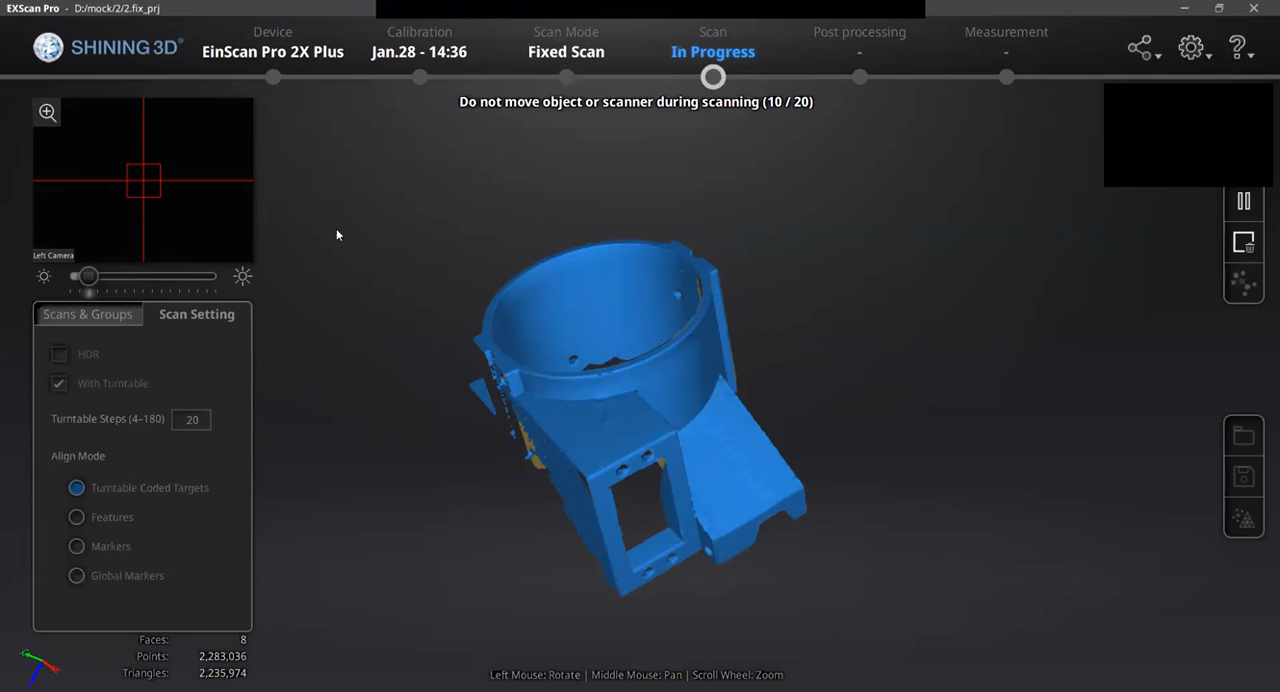 EXScan Pro - D:/mock/2/2.fix_prj
SHINING 3D®
Device
EinScan Pro 2X Plus
Calibration
Jan.28 - 14:36
Scan Mode
Fixed Scan
Scan
In Progress
Post processing
-
Measurement
-
Do not move object or scanner during scanning (10 / 20)
Left Camera
Scans & Groups
Scan Setting
HDR
With Turntable
Turntable Steps (4–180) 20
Align Mode
Turntable Coded Targets
Features
Markers
Global Markers
Faces: 8
Points: 2,283,036
Triangles: 2,235,974
Left Mouse: Rotate | Middle Mouse: Pan | Scroll Wheel: Zoom